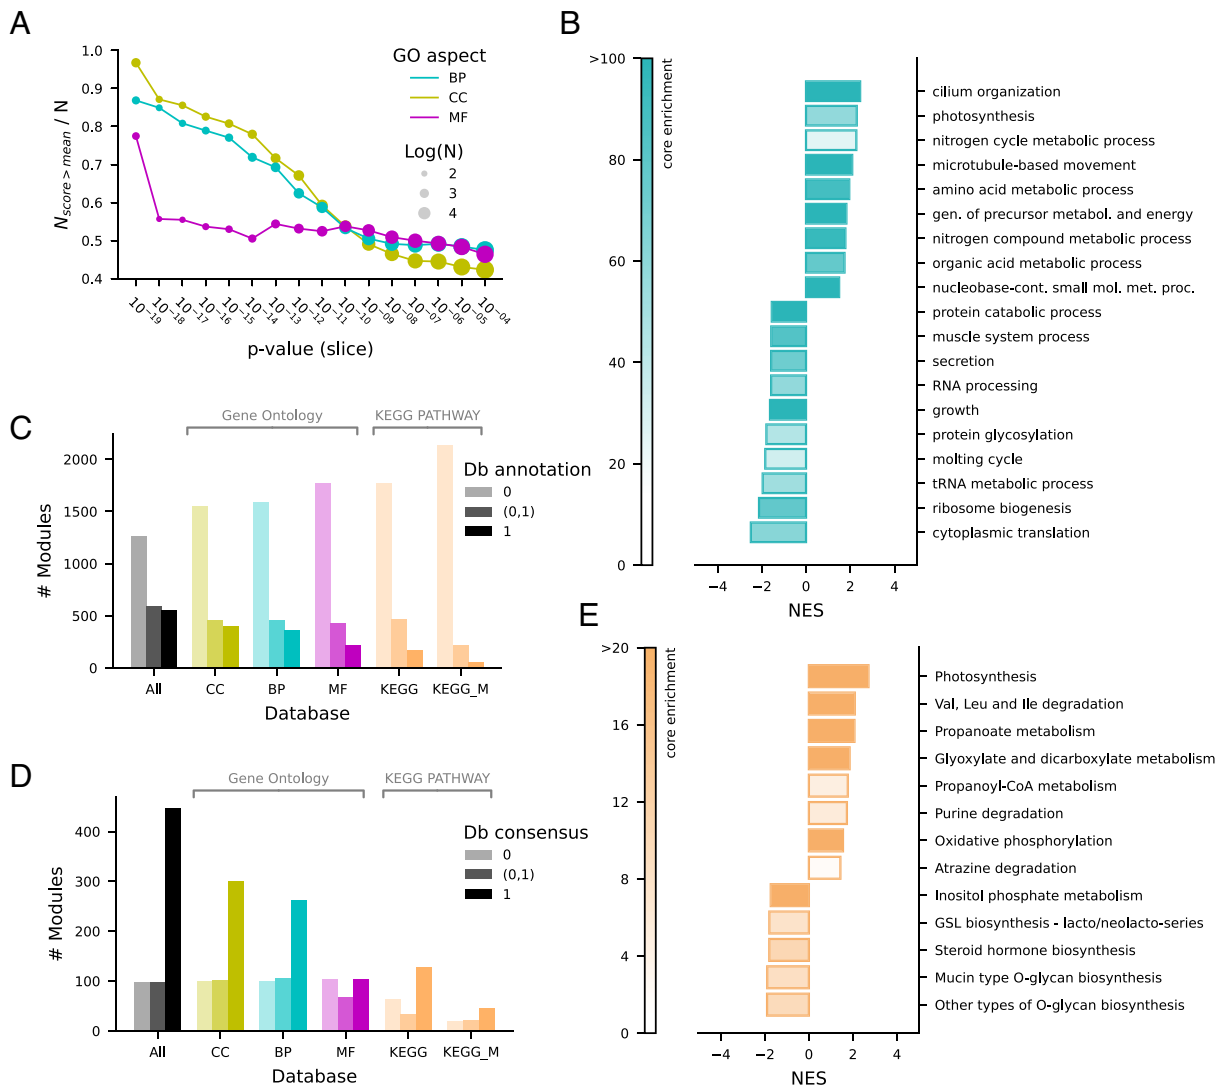 A
1.0
0.9
0.8
0.7
0.6
0.5
0.4
N_score > mean / N
GO aspect
BP
CC
MF
Log(N)
2
3
4
10^−19
10^−18
10^−17
10^−16
10^−15
10^−14
10^−13
10^−12
10^−11
10^−10
10^−09
10^−08
10^−07
10^−06
10^−05
10^−04
p-value (slice)
B
>100
80
60
40
20
0
core enrichment
cilium organization
photosynthesis
nitrogen cycle metabolic process
microtubule-based movement
amino acid metabolic process
gen. of precursor metabol. and energy
nitrogen compound metabolic process
organic acid metabolic process
nucleobase-cont. small mol. met. proc.
protein catabolic process
muscle system process
secretion
RNA processing
growth
protein glycosylation
molting cycle
tRNA metabolic process
ribosome biogenesis
cytoplasmic translation
−4 −2 0 2 4
NES
C
Gene Ontology
KEGG PATHWAY
2000
1500
1000
500
0
# Modules
Db annotation
0
(0,1)
1
All CC BP MF KEGG KEGG_M
Database
D
Gene Ontology
KEGG PATHWAY
400
300
200
100
0
# Modules
Db consensus
0
(0,1)
1
All CC BP MF KEGG KEGG_M
Database
E
>20
16
12
8
4
0
core enrichment
Photosynthesis
Val, Leu and Ile degradation
Propanoate metabolism
Glyoxylate and dicarboxylate metabolism
Propanoyl-CoA metabolism
Purine degradation
Oxidative phosphorylation
Atrazine degradation
Inositol phosphate metabolism
GSL biosynthesis - lacto/neolacto-series
Steroid hormone biosynthesis
Mucin type O-glycan biosynthesis
Other types of O-glycan biosynthesis
−4 −2 0 2 4
NES